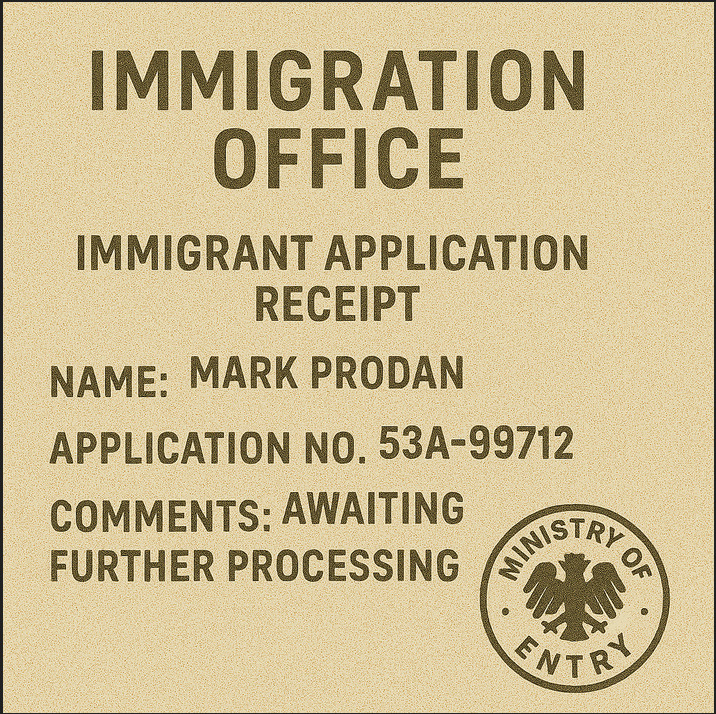 IMMIGRATION
OFFICE
IMMIGRANT APPLICATION
RECEIPT
NAME: MARK PRODAN
APPLICATION NO. 53A-99712
COMMENTS: AWAITING
FURTHER PROCESSING
MINISTRY OF
ENTRY